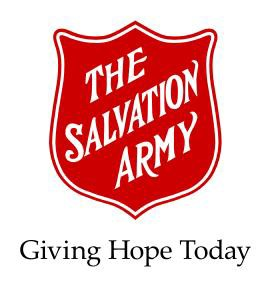 THE
SALVATION
ARMY
Giving Hope Today